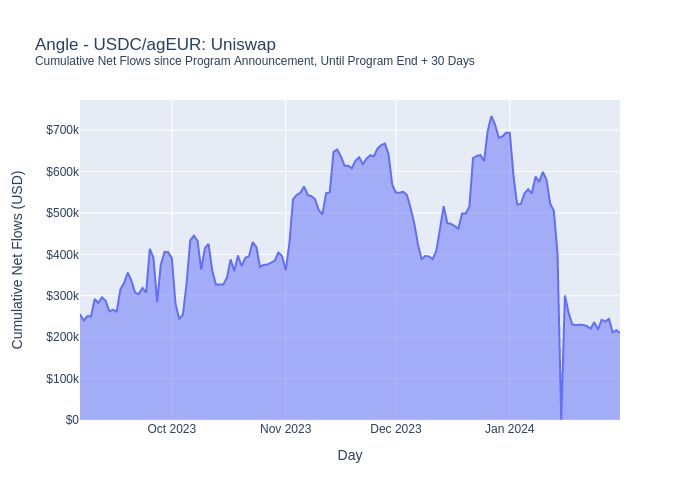 Angle - USDC/agEUR: Uniswap
Cumulative Net Flows since Program Announcement, Until Program End + 30 Days
Cumulative Net Flows (USD)
$700k
$600k
$500k
$400k
$300k
$200k
$100k
$0
Oct 2023
Nov 2023
Dec 2023
Jan 2024
Day